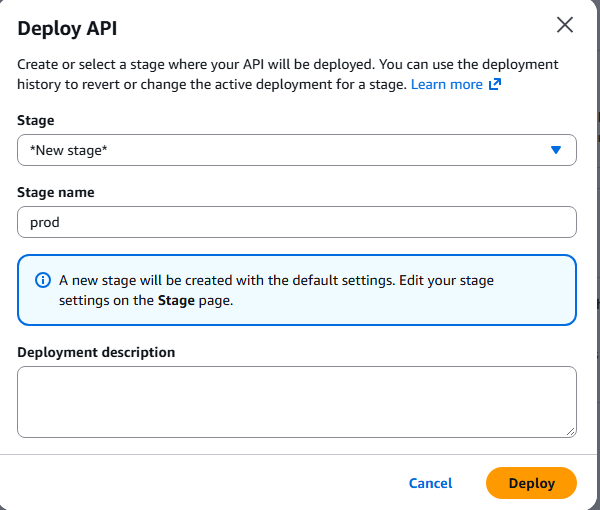 Deploy API
Create or select a stage where your API will be deployed. You can use the deployment
history to revert or change the active deployment for a stage. Learn more
Stage
*New stage*
Stage name
prod
A new stage will be created with the default settings. Edit your stage
settings on the Stage page.
Deployment description
Cancel
Deploy